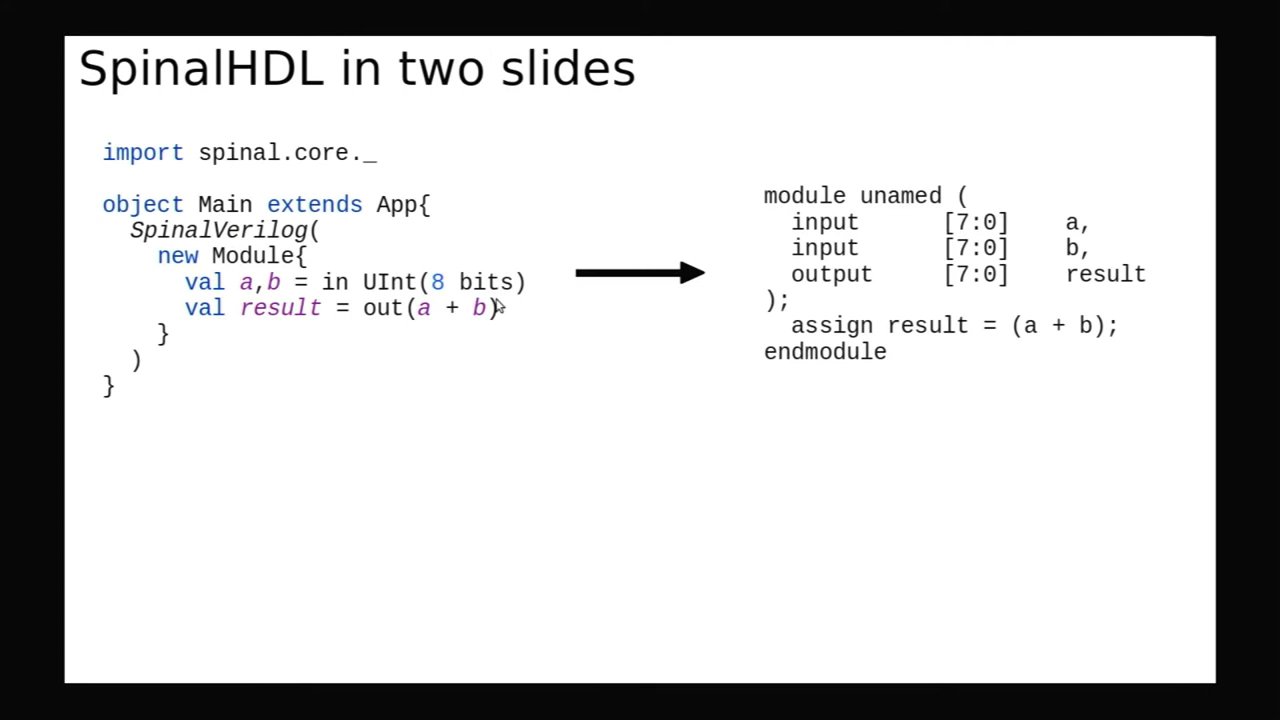 SpinalHDL in two slides
import spinal.core._
object Main extends App{
  SpinalVerilog(
    new Module{
      val a,b = in UInt(8 bits)
      val result = out(a + b)
    }
  )
}
module unamed (
  input      [7:0]    a,
  input      [7:0]    b,
  output     [7:0]    result
);
  assign result = (a + b);
endmodule